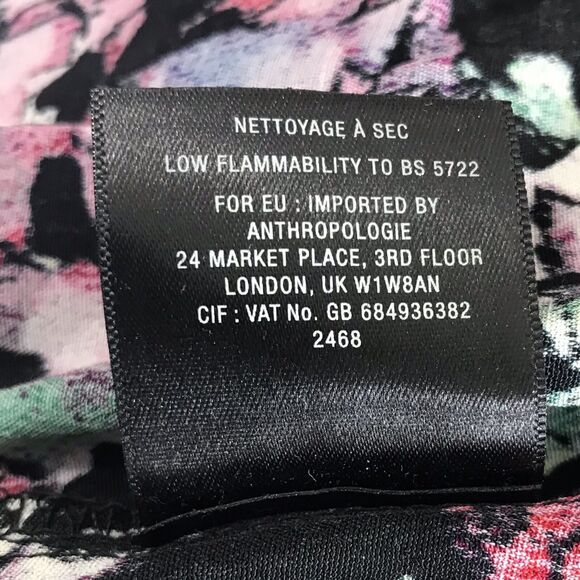 NETTOYAGE À SEC
LOW FLAMMABILITY TO BS 5722
FOR EU : IMPORTED BY
ANTHROPOLOGIE
24 MARKET PLACE, 3RD FLOOR
LONDON, UK W1W8AN
CIF : VAT No. GB 684936382
2468